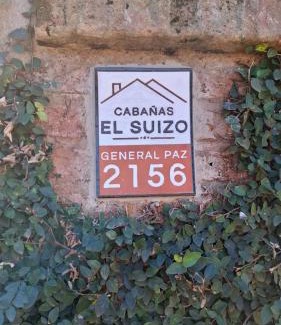 CABAÑAS
EL SUIZO
GENERAL PAZ
2156